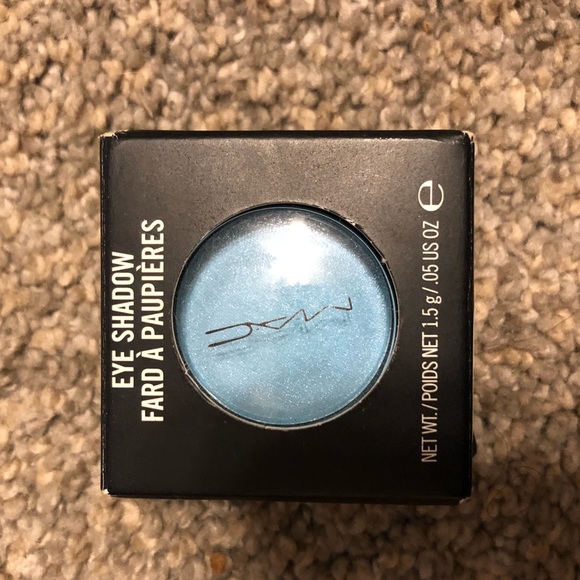 EYE SHADOW
FARD À PAUPIÈRES
MAC
NET WT./POIDS NET 1.5 g/.05 US OZ e